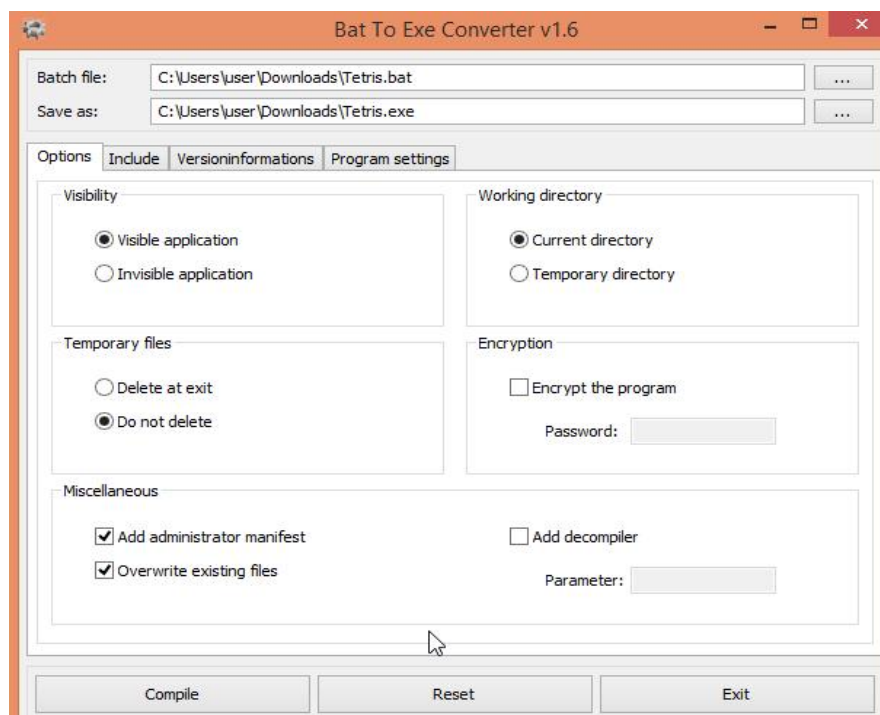 Bat To Exe Converter v1.6
Batch file: C:\Users\user\Downloads\Tetris.bat ...
Save as: C:\Users\user\Downloads\Tetris.exe ...
Options Include Versioninformations Program settings
Visibility
Visible application
Invisible application
Working directory
Current directory
Temporary directory
Temporary files
Delete at exit
Do not delete
Encryption
Encrypt the program
Password:
Miscellaneous
Add administrator manifest
Overwrite existing files
Add decompiler
Parameter:
Compile Reset Exit